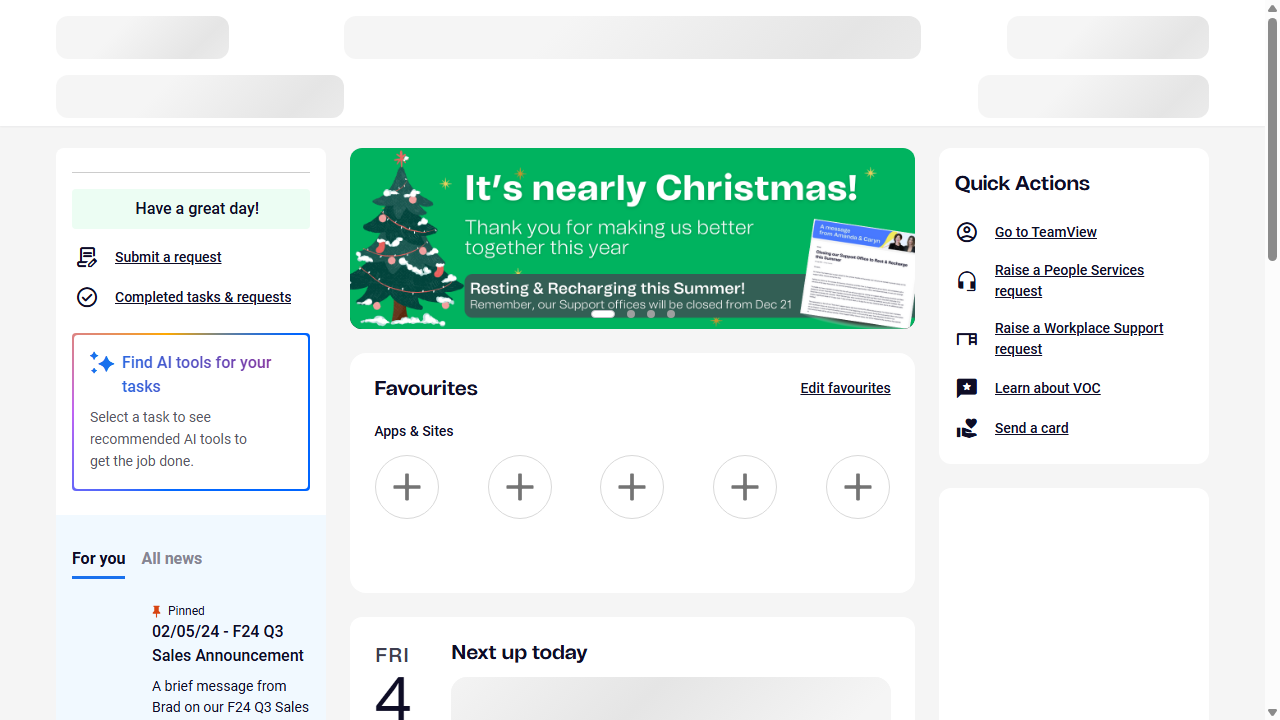 Have a great day!
Submit a request
Completed tasks & requests
Find AI tools for your
tasks
Select a task to see
recommended AI tools to
get the job done.
For you
All news
Pinned
02/05/24 - F24 Q3
Sales Announcement
A brief message from
Brad on our F24 Q3 Sales
It's nearly Christmas!
Thank you for making us better
together this year
Resting & Recharging this Summer!
Remember, our Support offices will be closed from Dec 21
A message
from Amanda & Caryn
Favourites
Edit favourites
Apps & Sites
FRI
4
Next up today
Quick Actions
Go to TeamView
Raise a People Services
request
Raise a Workplace Support
request
Learn about VOC
Send a card